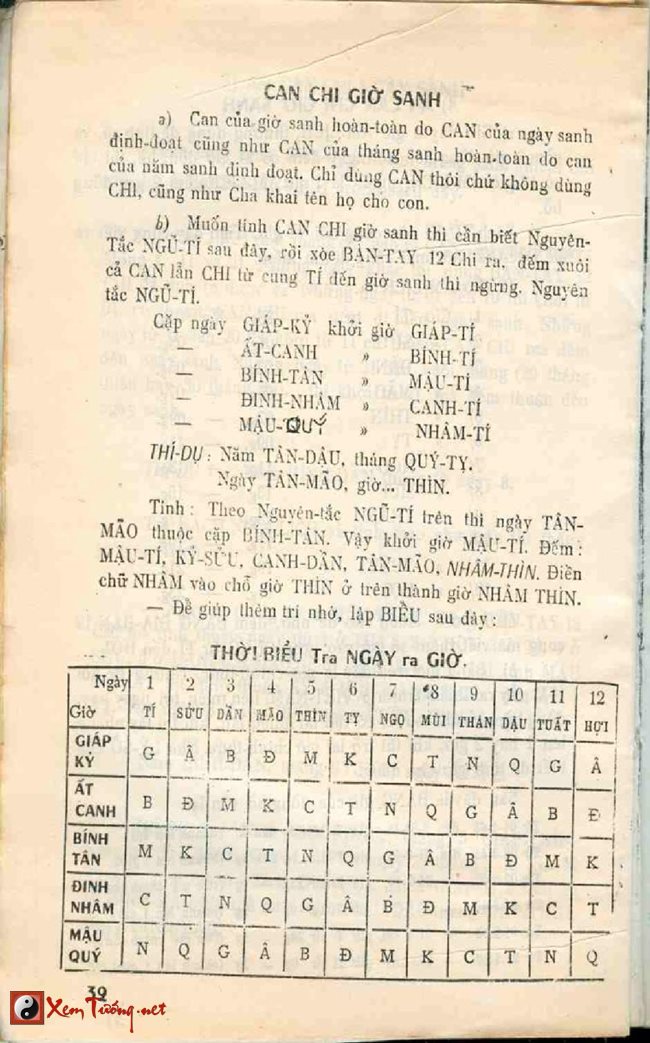 CAN CHI GIỜ SANH
a) Can của giờ sanh hoàn-toàn do CAN của ngày sanh
định-đoạt cũng như CAN của tháng sanh hoàn-toàn do can
của năm sanh định đoạt. Chỉ dùng CAN thôi chứ không dùng
CHI, cũng như Cha khai tên họ cho con.
b) Muốn tính CAN CHI giờ sanh thì cần biết Nguyên-
Tắc NGŨ-TÍ sau đây, rồi xòe BÀN-TAY 12 Chi ra, đếm xuôi
cả CAN lẫn CHI từ cung TÍ đến giờ sanh thì ngừng. Nguyên
tắc NGŨ-TÍ.
Cặp ngày GIÁP-KỶ khởi giờ GIÁP-TÍ
— ẤT-CANH » BÍNH-TÍ
— BÍNH-TÂN » MẬU-TÍ
— ĐINH-NHÂM » CANH-TÍ
— MẬU-QUÝ » NHÂM-TÍ
THÍ-DỤ : Năm TÂN-DẬU, tháng QUÝ-TỴ.
Ngày TÂN-MÃO, giờ... THÌN.
Tính : Theo Nguyên-tắc NGŨ-TÍ trên thì ngày TÂN-
MÃO thuộc cặp BÍNH-TÂN. Vậy khởi giờ MẬU-TÍ. Đếm :
MẬU-TÍ, KỶ-SỬU, CANH-DẦN, TÂN-MÃO, NHÂM-THÌN. Điền
chữ NHÂM vào chỗ giờ THÌN ở trên thành giờ NHÂM THÌN.
— Để giúp thêm trí nhớ, lập BIỂU sau đây :
THỜI BIỂU Tra NGÀY ra GIỜ.
Ngày 1 2 3 4 5 6 7 8 9 10 11 12
Giờ TÍ SỬU DẦN MÃO THÌN TỴ NGỌ MÙI THÂN DẬU TUẤT HỢI
GIÁP
KỶ G Â B Đ M K C T N Q G Â
ẤT
CANH B Đ M K C T N Q G Â B Đ
BÍNH
TÂN M K C T N Q G Â B Đ M K
ĐINH
NHÂM C T N Q G Â B Đ M K C T
MẬU
QUÝ N Q G Â B Đ M K C T N Q
39
XemTướng.net